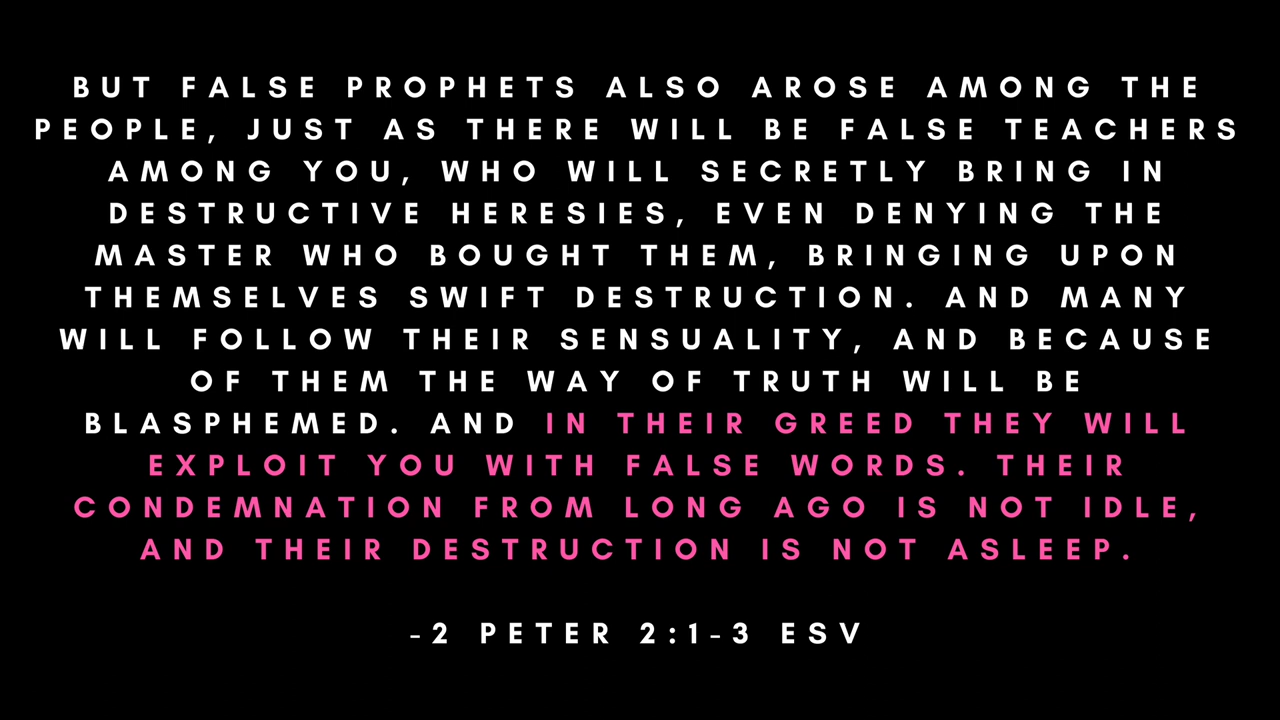 BUT FALSE PROPHETS ALSO AROSE AMONG THE
PEOPLE, JUST AS THERE WILL BE FALSE TEACHERS
AMONG YOU, WHO WILL SECRETLY BRING IN
DESTRUCTIVE HERESIES, EVEN DENYING THE
MASTER WHO BOUGHT THEM, BRINGING UPON
THEMSELVES SWIFT DESTRUCTION. AND MANY
WILL FOLLOW THEIR SENSUALITY, AND BECAUSE
OF THEM THE WAY OF TRUTH WILL BE
BLASPHEMED. AND IN THEIR GREED THEY WILL
EXPLOIT YOU WITH FALSE WORDS. THEIR
CONDEMNATION FROM LONG AGO IS NOT IDLE,
AND THEIR DESTRUCTION IS NOT ASLEEP.
-2 PETER 2:1-3 ESV